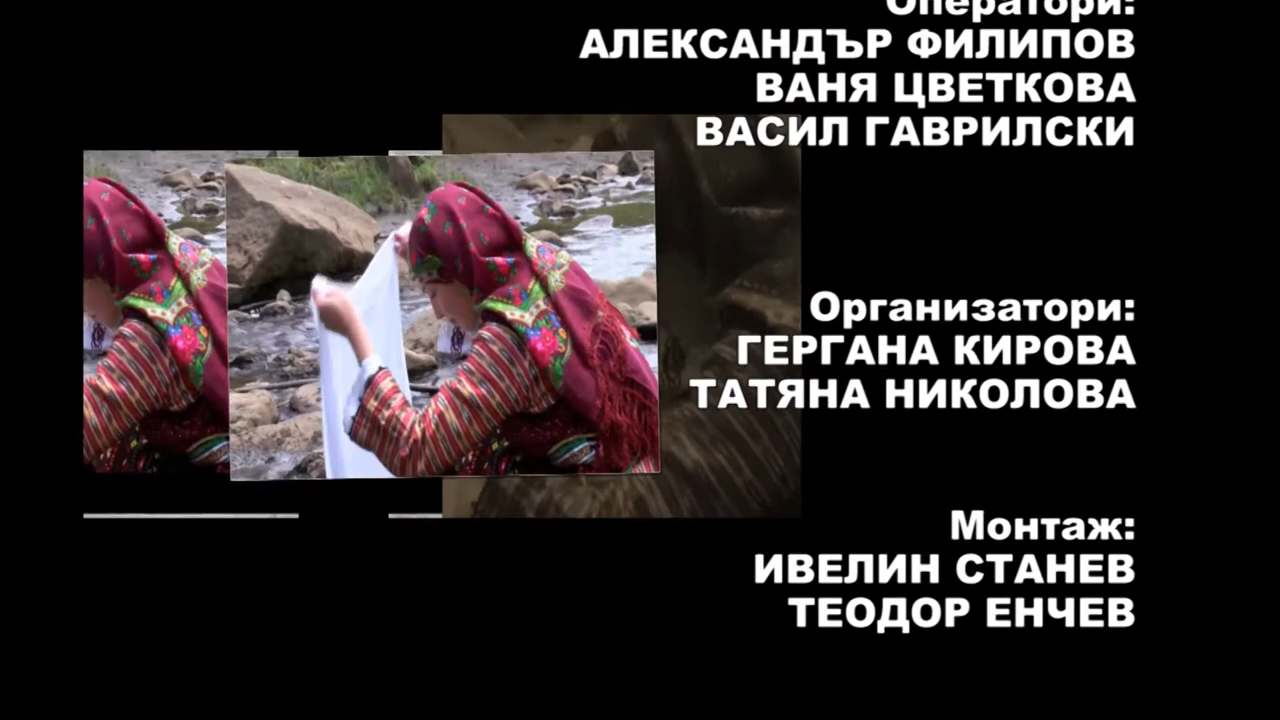 Оператори:
АЛЕКСАНДЪР ФИЛИПОВ
ВАНЯ ЦВЕТКОВА
ВАСИЛ ГАВРИЛСКИ
Организатори:
ГЕРГАНА КИРОВА
ТАТЯНА НИКОЛОВА
Монтаж:
ИВЕЛИН СТАНЕВ
ТЕОДОР ЕНЧЕВ